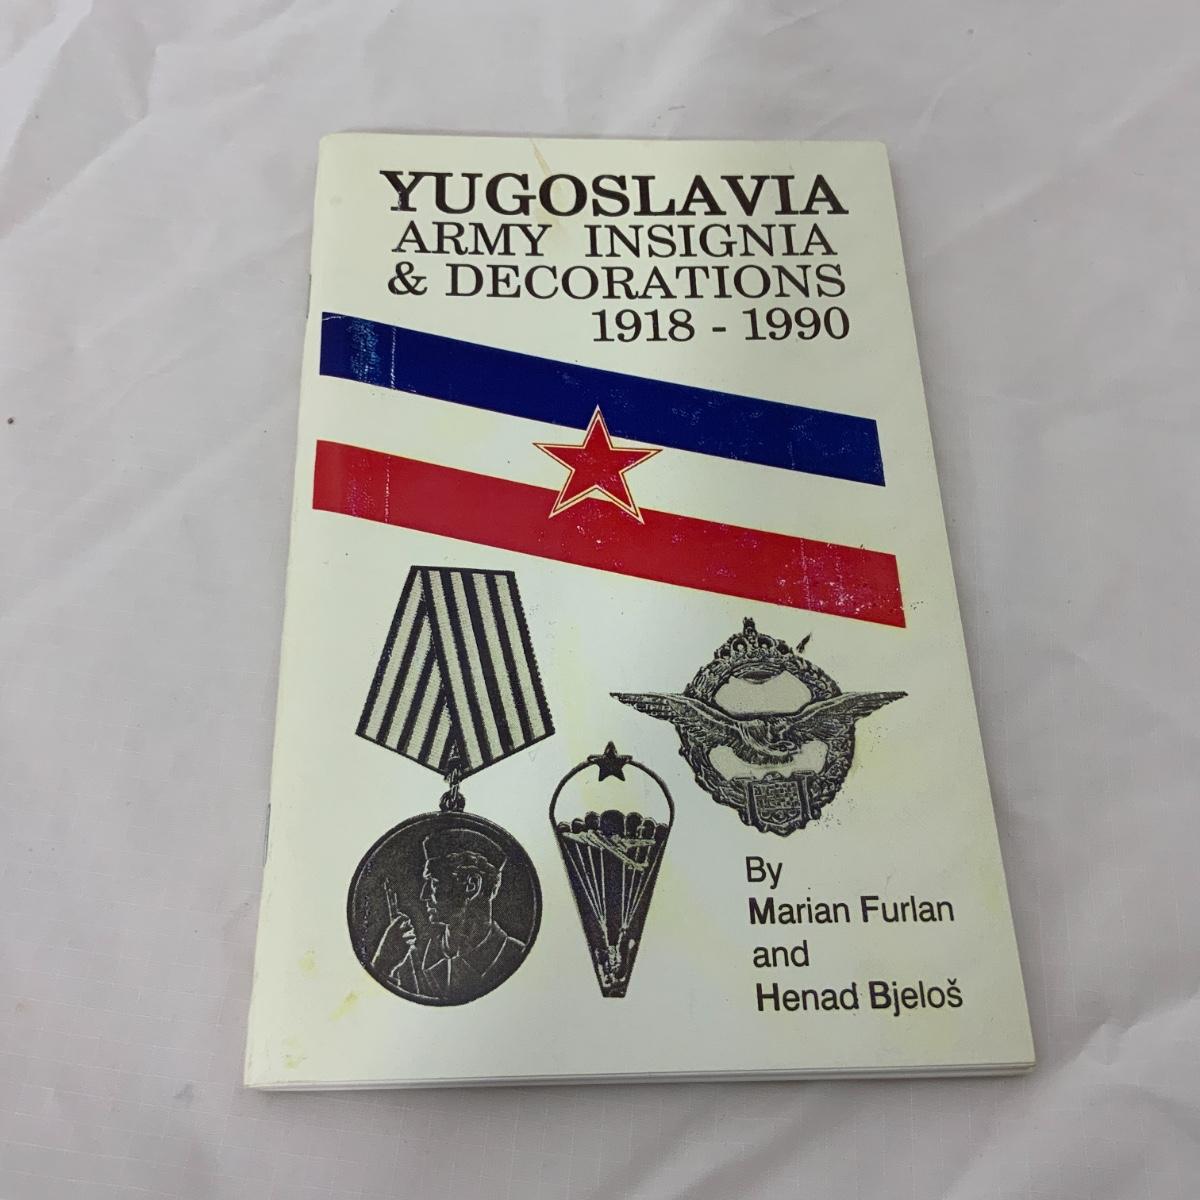 YUGOSLAVIA
ARMY INSIGNIA
& DECORATIONS
1918 - 1990
By
Marian Furlan
and
Henad Bjeloš